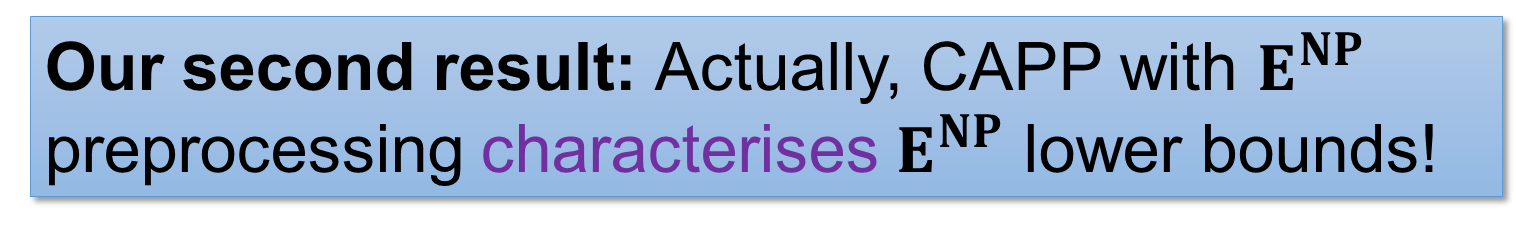 Our second result: Actually, CAPP with E^NP
preprocessing characterises E^NP lower bounds!